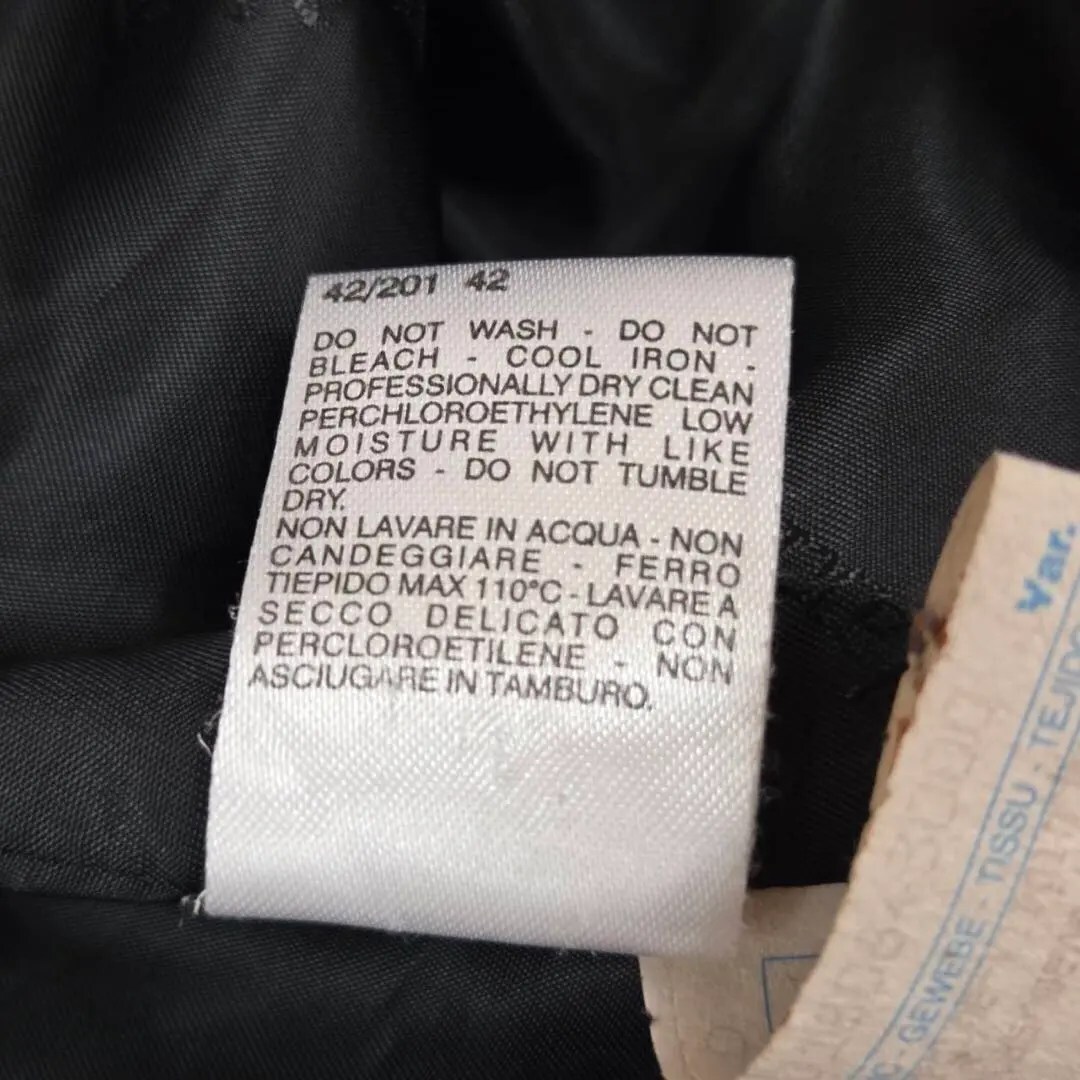 42/201 42
DO NOT WASH - DO NOT
BLEACH - COOL IRON -
PROFESSIONALLY DRY CLEAN
PERCHLOROETHYLENE LOW
MOISTURE WITH LIKE
COLORS - DO NOT TUMBLE
DRY.
NON LAVARE IN ACQUA - NON
CANDEGGIARE - FERRO
TIEPIDO MAX 110°C - LAVARE A
SECCO DELICATO CON
PERCLOROETILENE - NON
ASCIUGARE IN TAMBURO.
Var.
GEWEBE - TISSU - TEJIDO